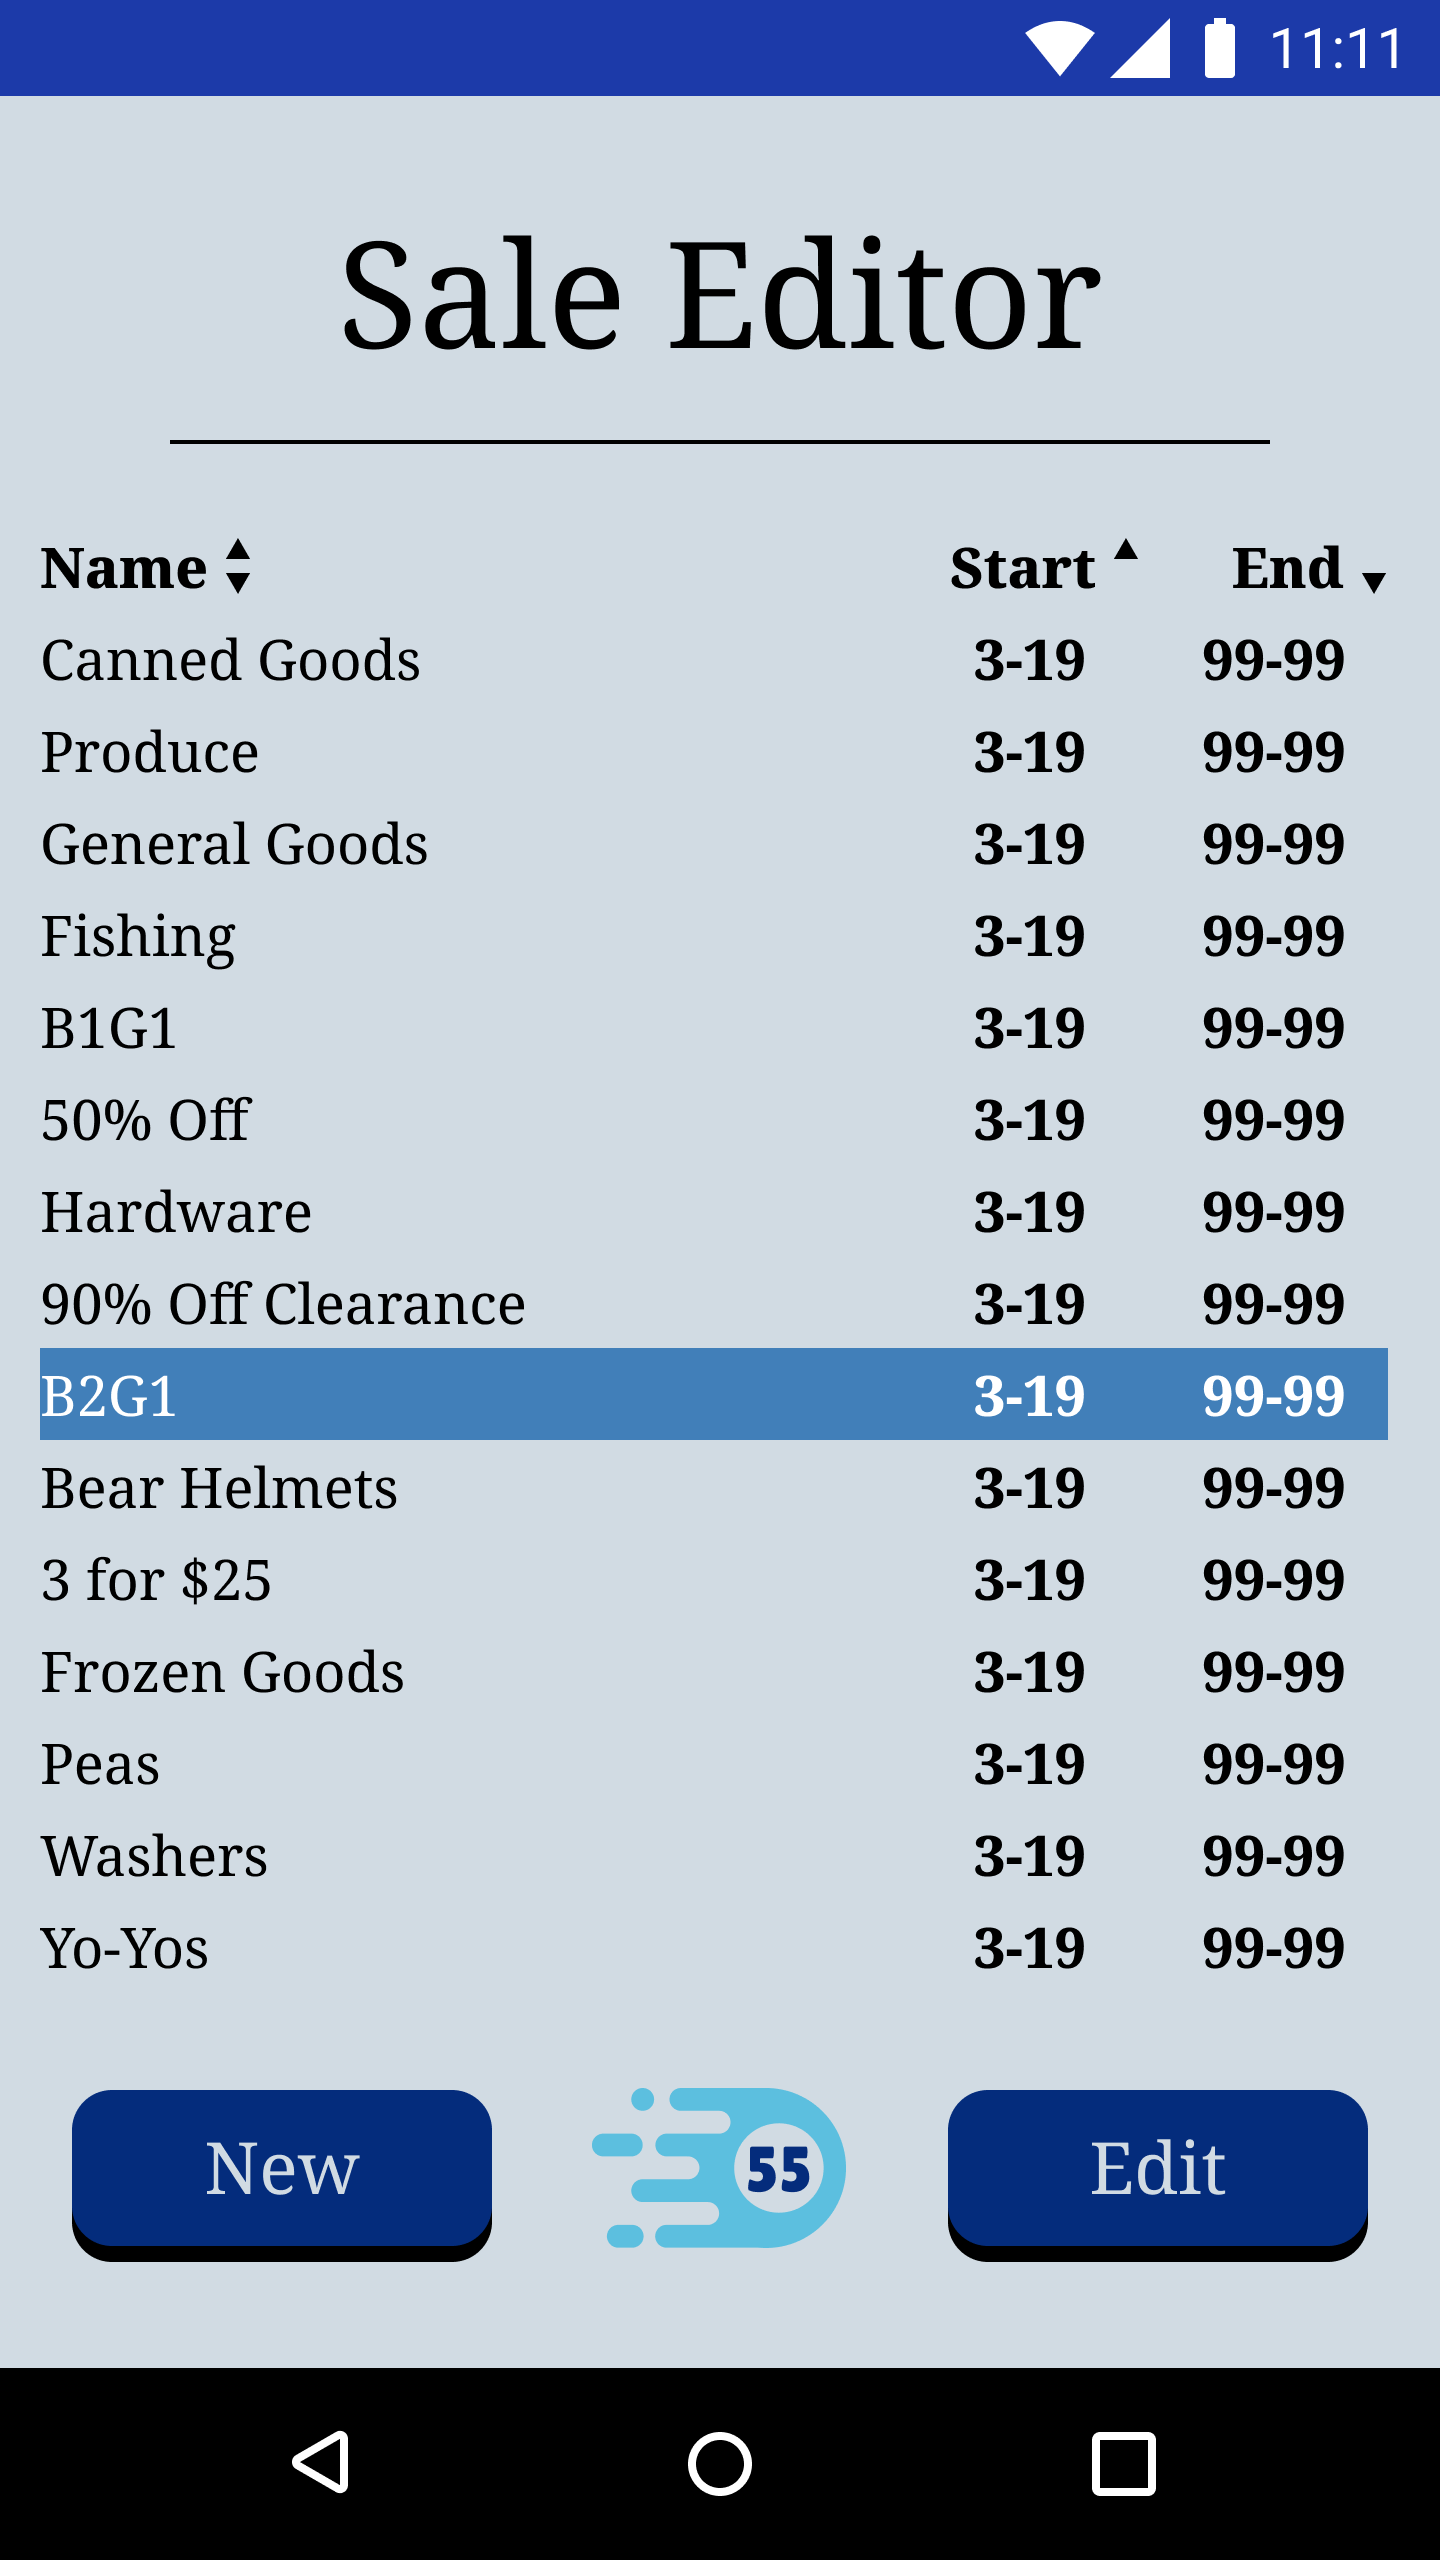 11:11
Sale Editor
Name Start End
Canned Goods 3-19 99-99
Produce 3-19 99-99
General Goods 3-19 99-99
Fishing 3-19 99-99
B1G1 3-19 99-99
50% Off 3-19 99-99
Hardware 3-19 99-99
90% Off Clearance 3-19 99-99
B2G1 3-19 99-99
Bear Helmets 3-19 99-99
3 for $25 3-19 99-99
Frozen Goods 3-19 99-99
Peas 3-19 99-99
Washers 3-19 99-99
Yo-Yos 3-19 99-99
New 55 Edit